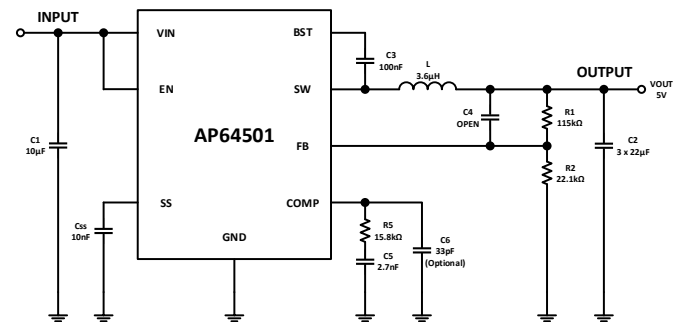 INPUT
VIN
BST
EN
SW
AP64501
FB
SS
COMP
GND
C1
10µF
Css
10nF
C3
100nF
L
3.6µH
C4
OPEN
OUTPUT
VOUT
5V
R1
115kΩ
R2
22.1kΩ
C2
3 x 22µF
R5
15.8kΩ
C5
2.7nF
C6
33pF
(Optional)